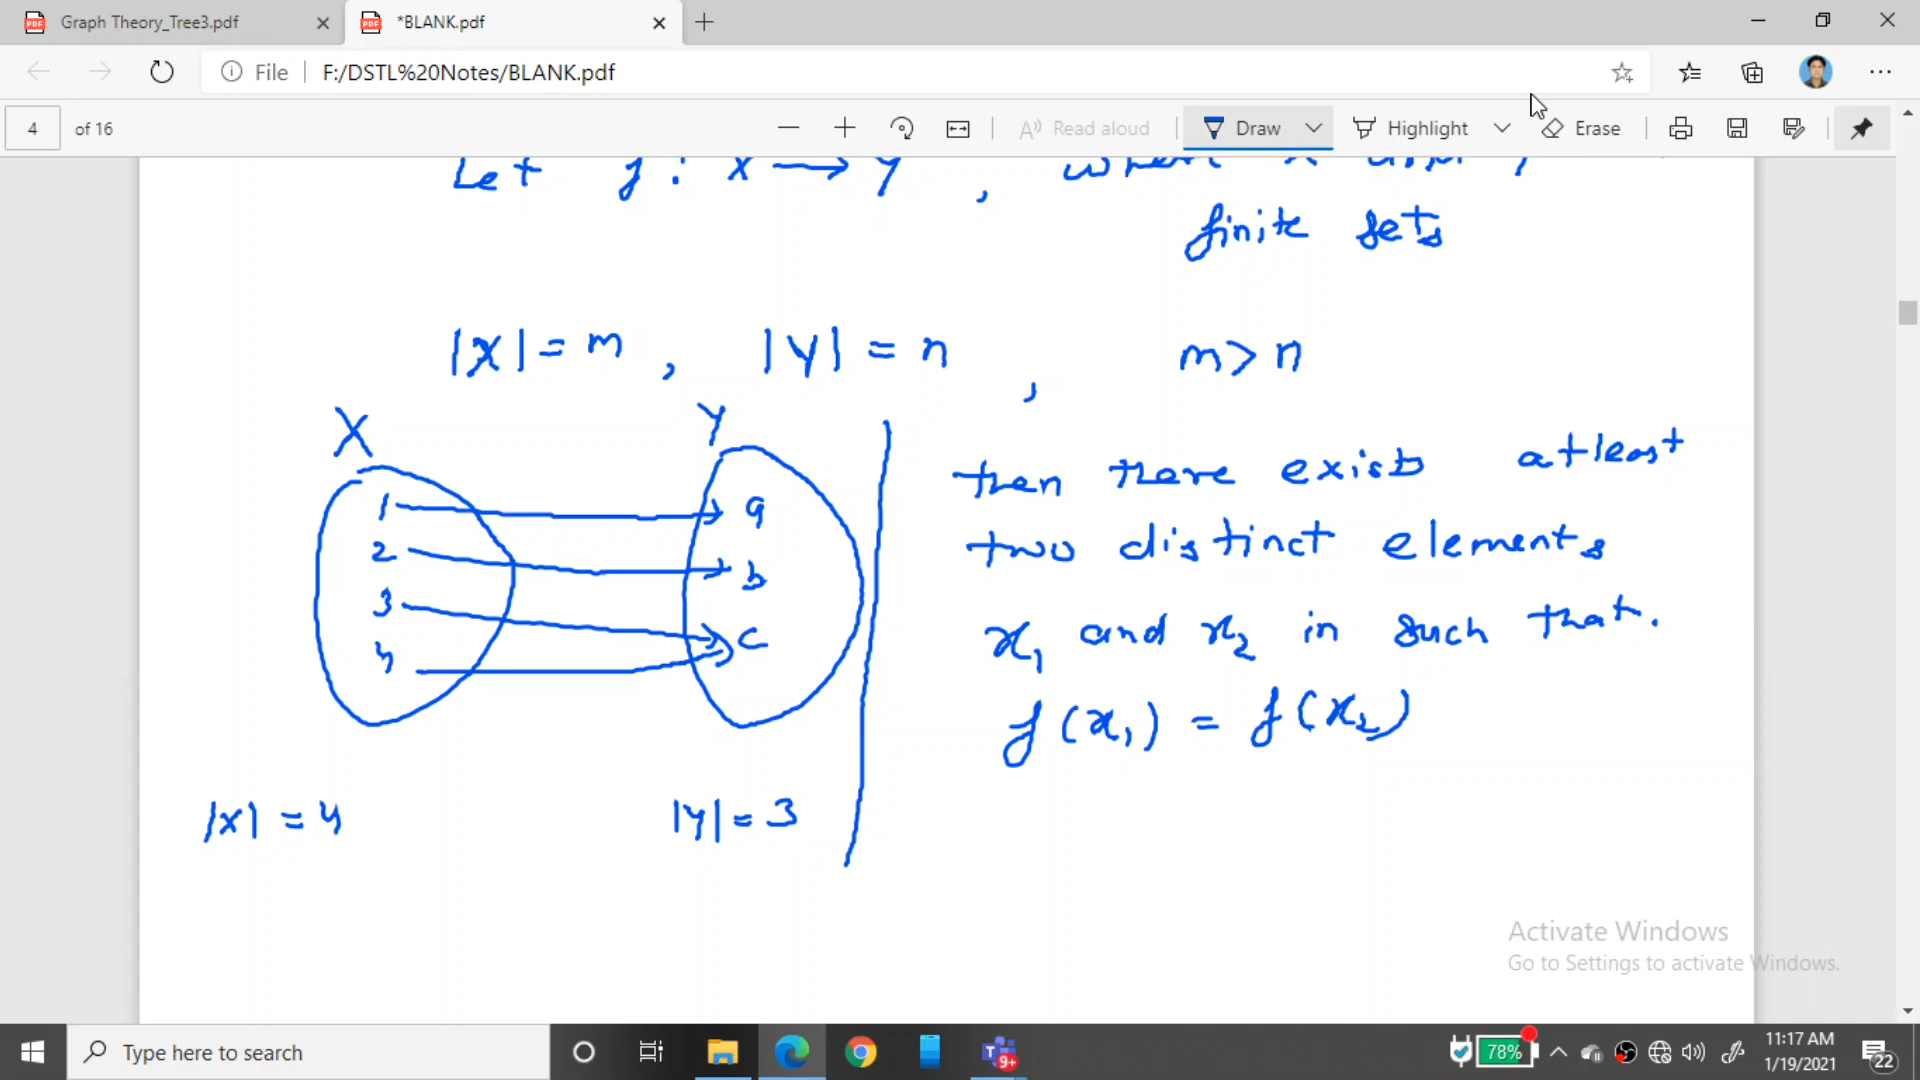 Graph Theory_Tree3.pdf
*BLANK.pdf
File
F:/DSTL%20Notes/BLANK.pdf
4 of 16
Read aloud
Draw
Highlight
Erase
Let f : X → Y ,
finite sets
|X| = m , |Y| = n , m > n
X Y
1 a
2 b
3 c
4
|X| = 4 |Y| = 3
then there exists atleast
two distinct elements
x₁ and x₂ in such that.
f(x₁) = f(x₂)
Activate Windows
Go to Settings to activate Windows.
Type here to search
9+
78%
11:17 AM
1/19/2021
22